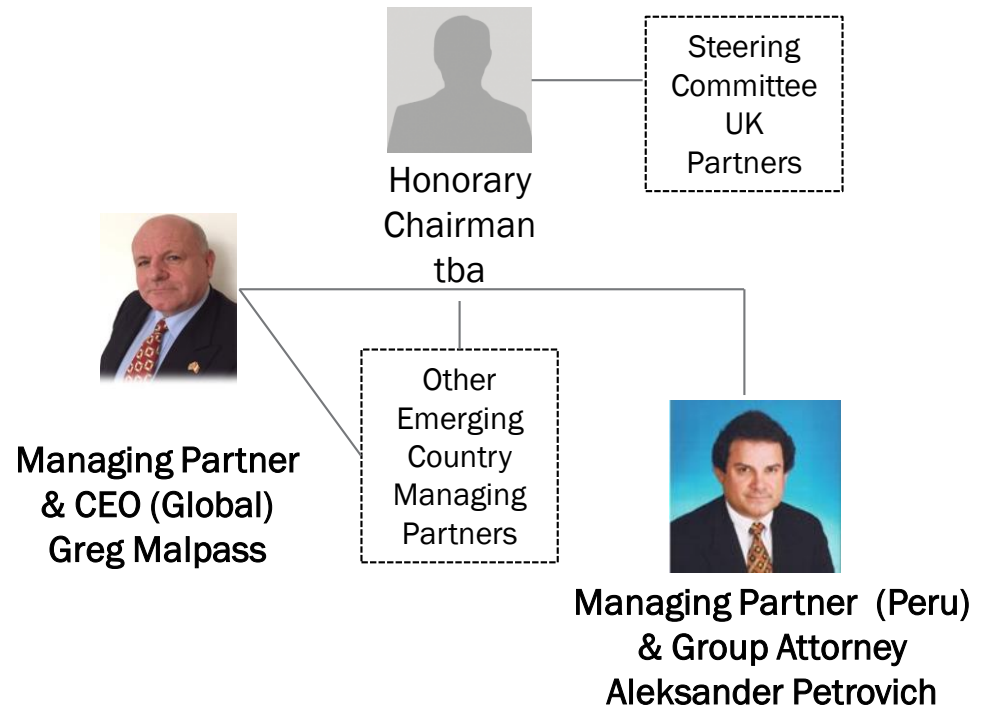 Steering
Committee
UK
Partners
Honorary
Chairman
tba
Other
Emerging
Country
Managing
Partners
Managing Partner
& CEO (Global)
Greg Malpass
Managing Partner  (Peru)
& Group Attorney
Aleksander Petrovich